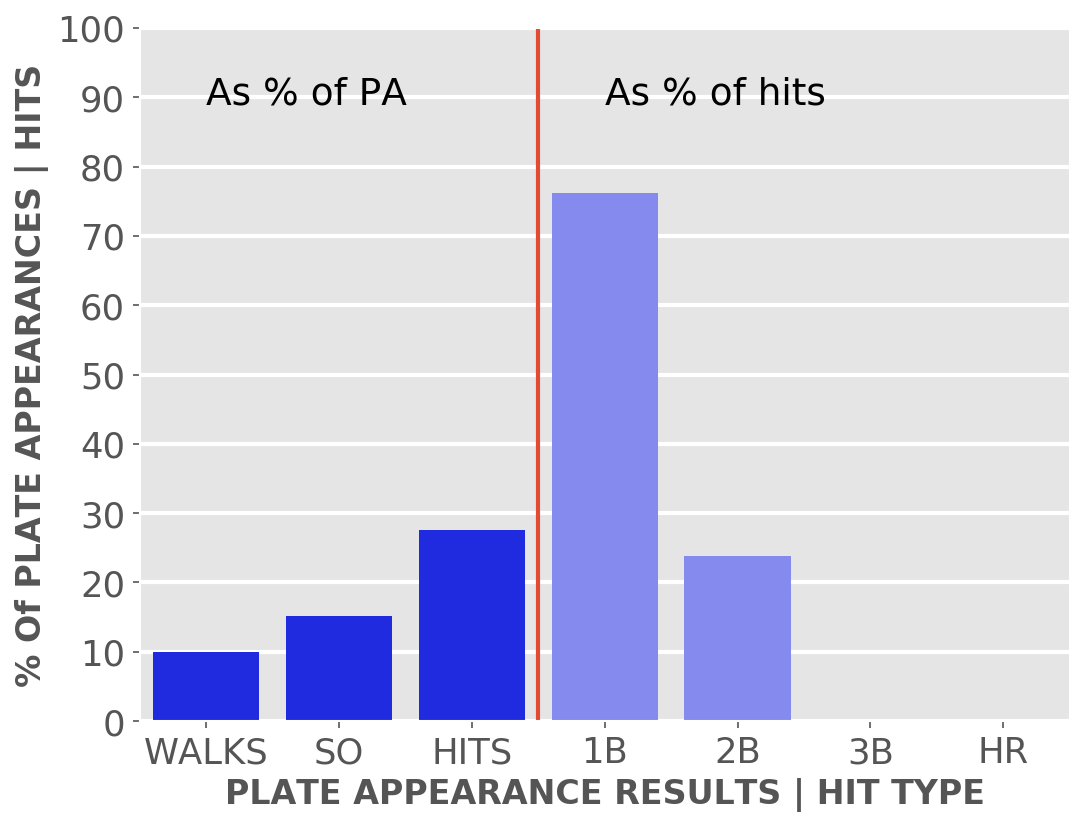 % Of PLATE APPEARANCES | HITS
100
90
80
70
60
50
40
30
20
10
0
As % of PA
As % of hits
WALKS SO HITS 1B 2B 3B HR
PLATE APPEARANCE RESULTS | HIT TYPE